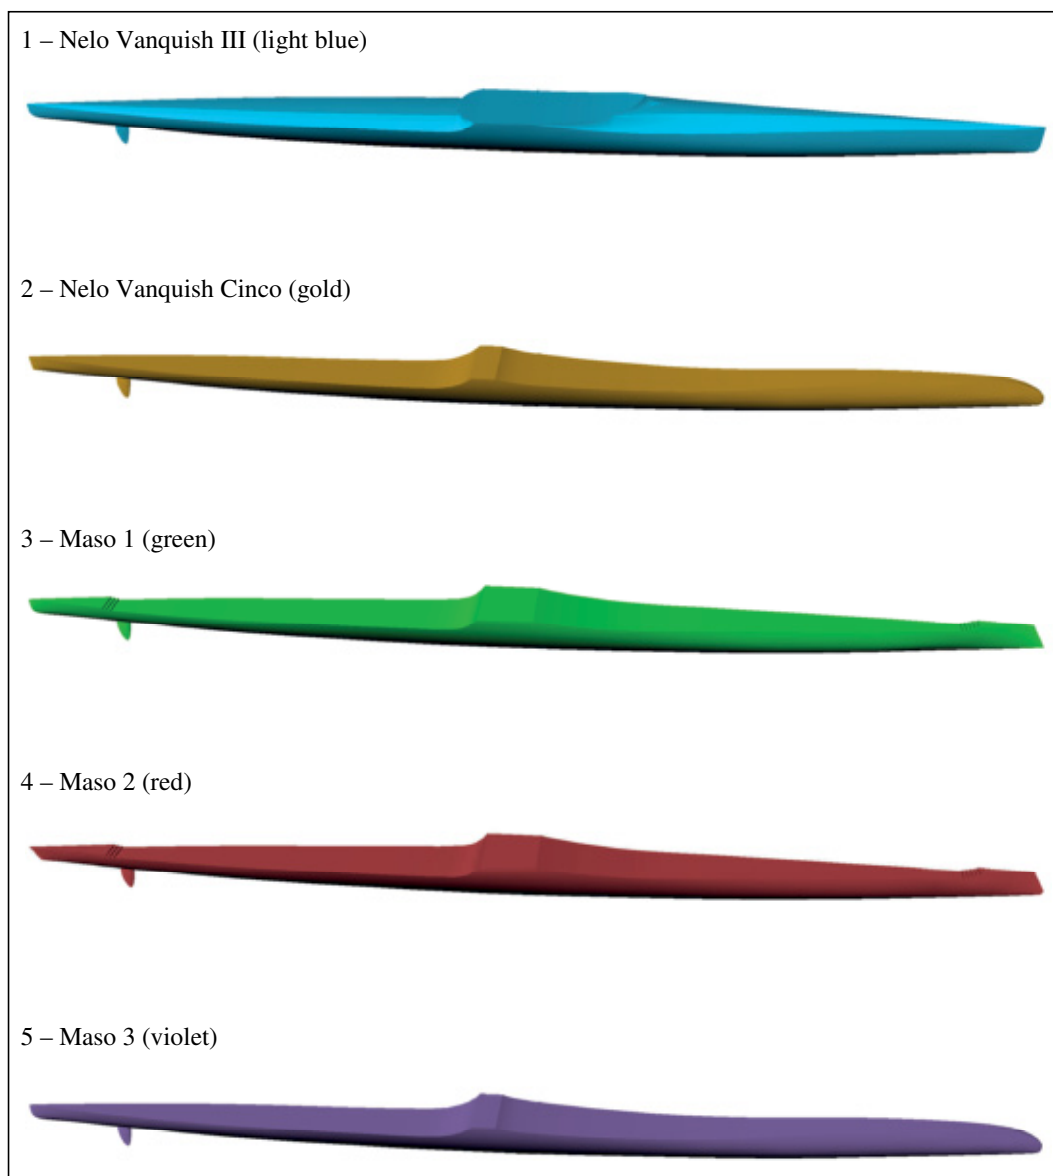 1 – Nelo Vanquish III (light blue)
2 – Nelo Vanquish Cinco (gold)
3 – Maso 1 (green)
4 – Maso 2 (red)
5 – Maso 3 (violet)